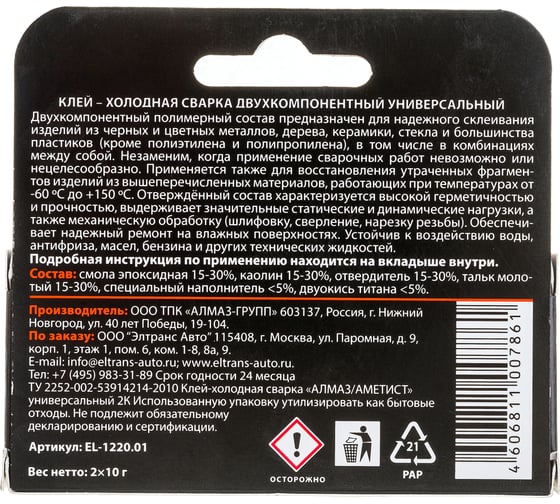 КЛЕЙ – ХОЛОДНАЯ СВАРКА ДВУХКОМПОНЕНТНЫЙ УНИВЕРСАЛЬНЫЙ
Двухкомпонентный полимерный состав предназначен для надежного склеивания
изделий из черных и цветных металлов, дерева, керамики, стекла и большинства
пластиков (кроме полиэтилена и полипропилена), в том числе в комбинациях
между собой. Незаменим, когда применение сварочных работ невозможно или
нецелесообразно. Применяется также для восстановления утраченных фрагмен-
тов изделий из вышеперечисленных материалов, работающих при температурах от
-60 °C до +150 °C. Отверждённый состав характеризуется высокой герметичностью
и прочностью, выдерживает значительные статические и динамические нагрузки, а
также механическую обработку (шлифовку, сверление, нарезку резьбы). Обеспечи-
вает надежный ремонт на влажных поверхностях. Устойчив к воздействию воды,
антифриза, масел, бензина и других технических жидкостей.
Подробная инструкция по применению находится на вкладыше внутри.
Состав: смола эпоксидная 15-30%, каолин 15-30%, отвердитель 15-30%, тальк моло-
тый 15-30%, специальный наполнитель <5%, двуокись титана <5%.
Производитель: ООО ТПК «АЛМАЗ-ГРУПП» 603137, Россия, г. Нижний
Новгород, ул. 40 лет Победы, 19-104.
По заказу: ООО "Элтранс Авто" 115408, г. Москва, ул. Паромная, д. 9,
корп. 1, этаж 1, пом. 6, ком. 1-8, 8а, 9.
E-mail: info@eltrans-auto.ru; www.eltrans-auto.ru.
Тел: +7 (495) 983-31-89 Срок годности 24 месяца
ТУ 2252-002-53914214-2010 Клей-холодная сварка «АЛМАЗ/АМЕТИСТ»
универсальный 2К Использованную упаковку утилизировать как бытовые
отходы. Не подлежит обязательному
декларированию и сертификации.
Артикул: EL-1220.01
Вес нетто: 2×10 г
ОСТОРОЖНО
21
PAP
4 606811 007861